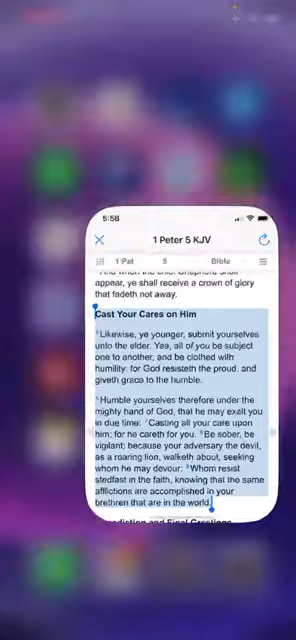 5:58
1 Peter 5 KJV
1 Pet 5 Bible
appear, ye shall receive a crown of glory
that fadeth not away.
Cast Your Cares on Him
5 Likewise, ye younger, submit yourselves
unto the elder. Yea, all of you be subject
one to another, and be clothed with
humility: for God resisteth the proud, and
giveth grace to the humble.
6 Humble yourselves therefore under the
mighty hand of God, that he may exalt you
in due time: 7 Casting all your care upon
him; for he careth for you. 8 Be sober, be
vigilant; because your adversary the devil,
as a roaring lion, walketh about, seeking
whom he may devour: 9 Whom resist
stedfast in the faith, knowing that the same
afflictions are accomplished in your
brethren that are in the world.
and Final Greetings